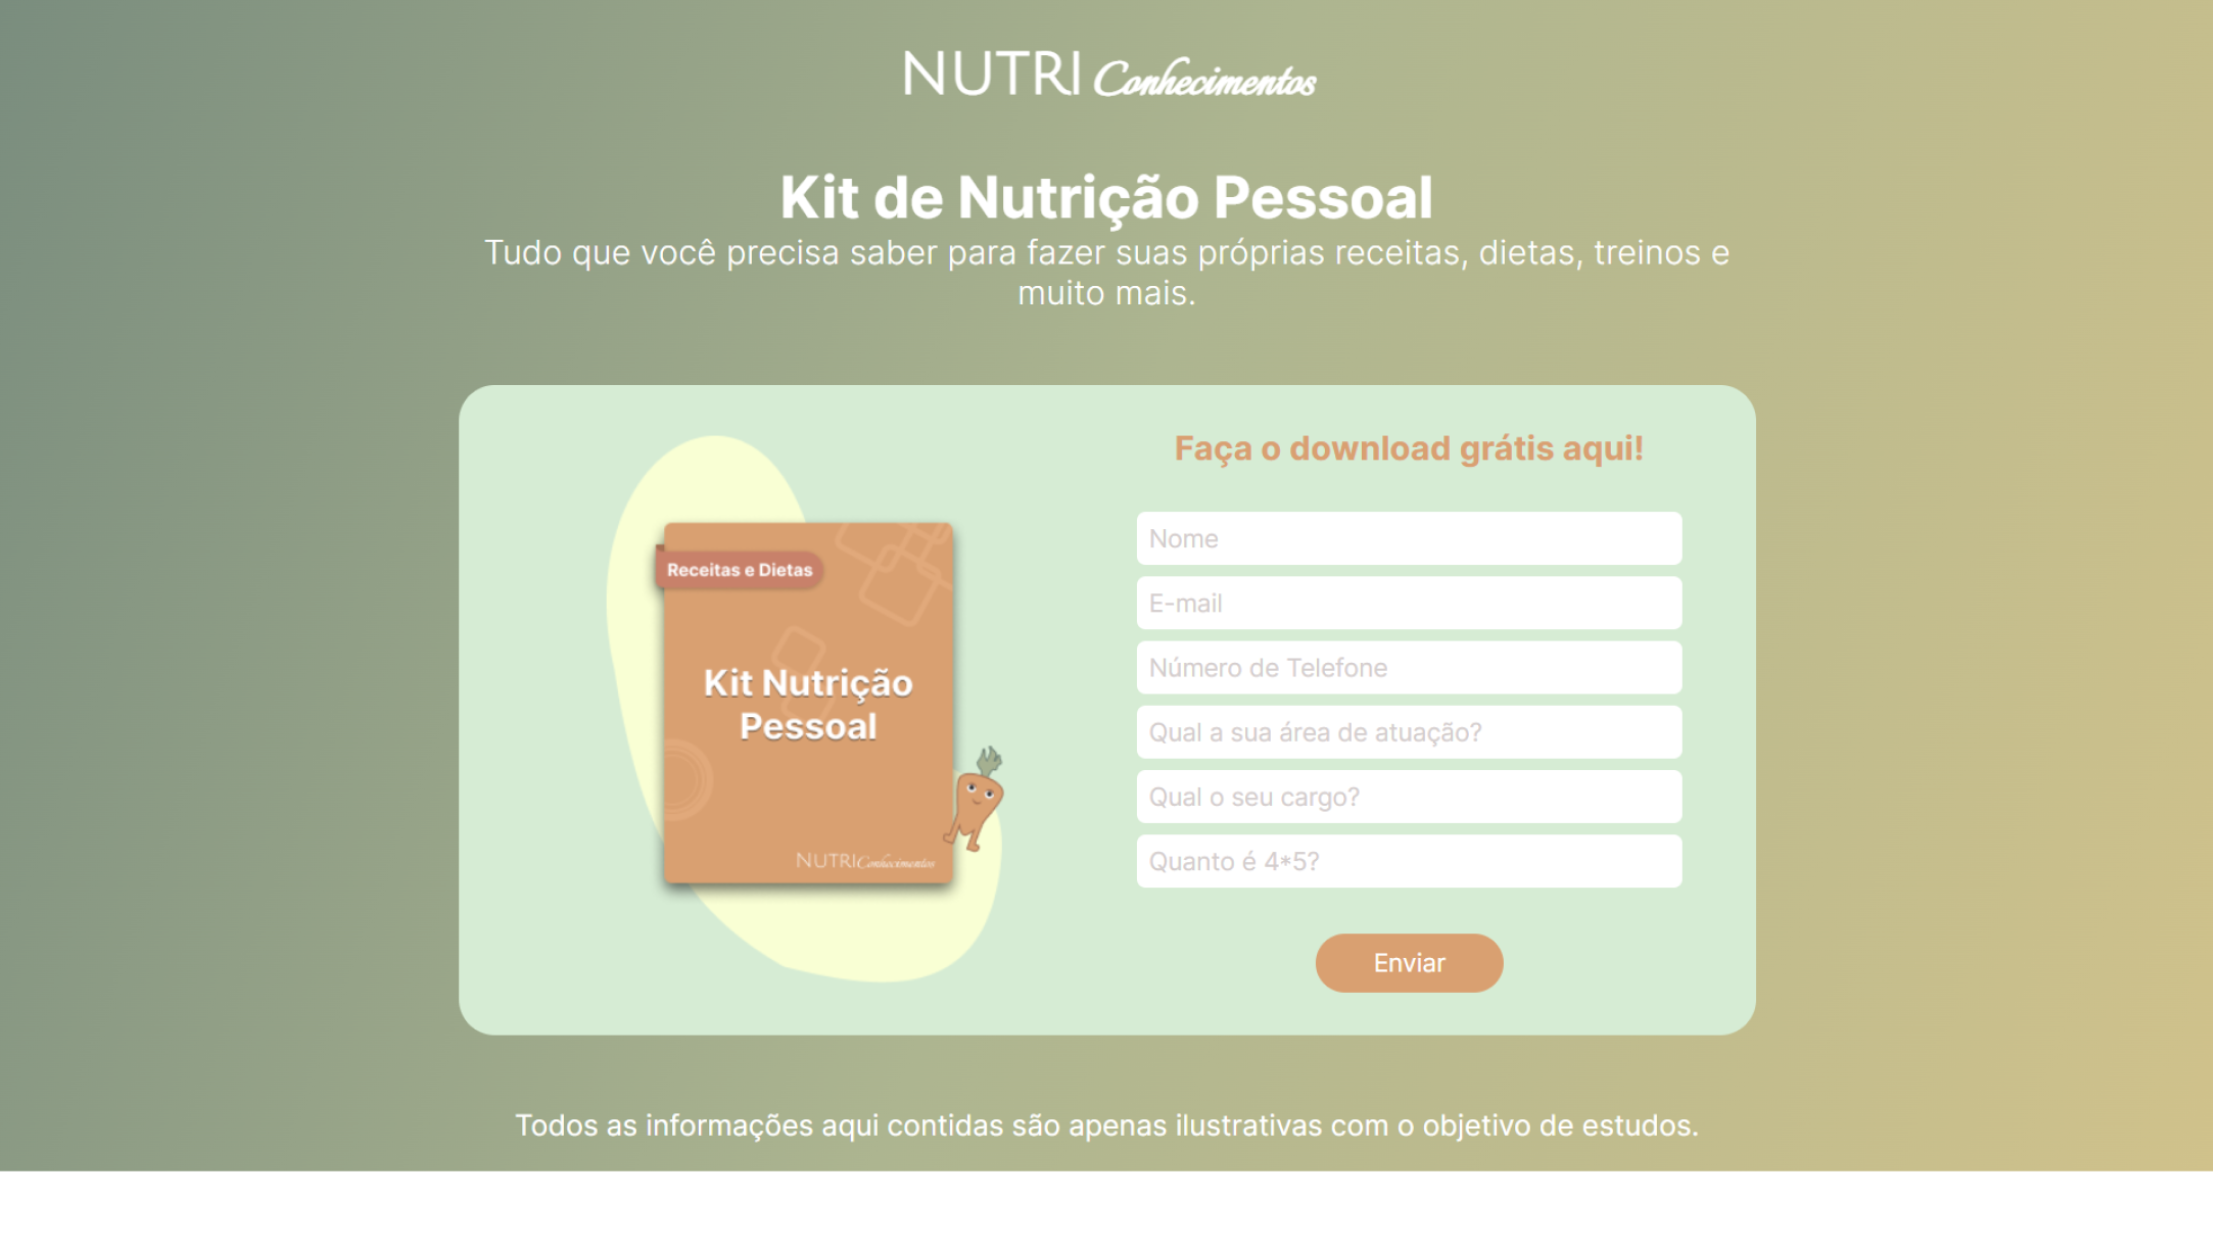 NUTRI Conhecimentos
Kit de Nutrição Pessoal
Tudo que você precisa saber para fazer suas próprias receitas, dietas, treinos e
muito mais.
Receitas e Dietas
Kit Nutrição
Pessoal
NUTRI Conhecimentos
Faça o download grátis aqui!
Nome
E-mail
Número de Telefone
Qual a sua área de atuação?
Qual o seu cargo?
Quanto é 4*5?
Enviar
Todos as informações aqui contidas são apenas ilustrativas com o objetivo de estudos.